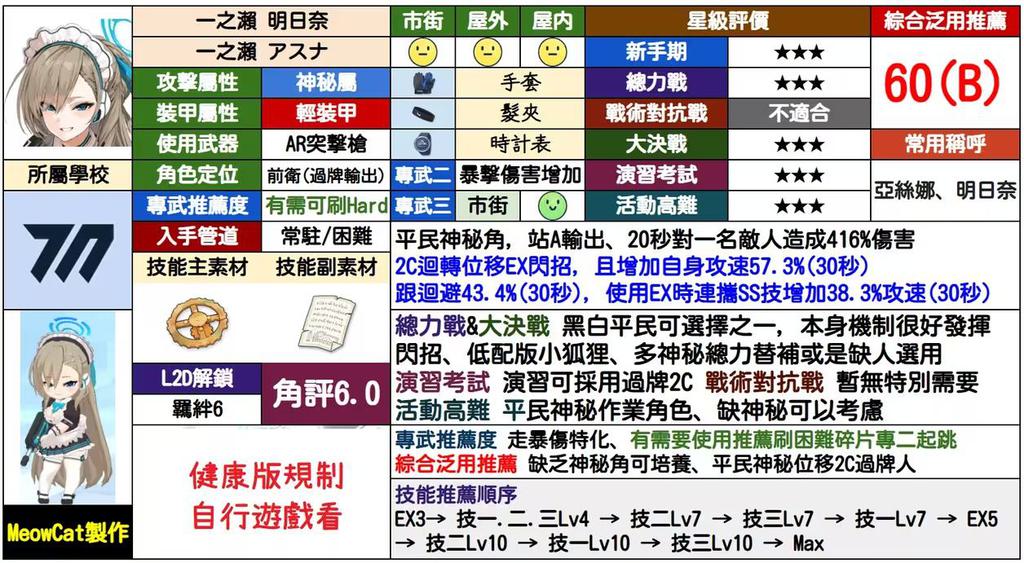 一之瀨 明日奈
市街 屋外 屋內
星級評價
綜合泛用推薦
一之瀨 アスナ
新手期 ★★★
60(B)
攻擊屬性 神秘屬
手套
總力戰 ★★★
裝甲屬性 輕裝甲
髮夾
戰術對抗戰 不適合
使用武器 AR突擊槍
時計表
大決戰 ★★★
常用稱呼
所屬學校
角色定位 前衛(過牌輸出)
專武二 暴擊傷害增加
演習考試 ★★★
亞絲娜、明日奈
專武推薦度 有需可刷Hard
專武三 市街
活動高難 ★★★
入手管道 常駐/困難
平民神秘角, 站A輸出、20秒對一名敵人造成416%傷害
2C迴轉位移EX閃招, 且增加自身攻速57.3%(30秒)
跟迴避43.4%(30秒), 使用EX時連攜SS技增加38.3%攻速(30秒)
技能主素材 技能副素材
總力戰&大決戰 黑白平民可選擇之一, 本身機制很好發揮
閃招、低配版小狐狸、多神秘總力替補或是缺人選用
演習考試 演習可採用過牌2C 戰術對抗戰 暫無特別需要
活動高難 平民神秘作業角色、缺神秘可以考慮
L2D解鎖
羈絆6
角評6.0
專武推薦度 走暴傷特化、有需要使用推薦刷困難碎片專二起跳
綜合泛用推薦 缺乏神秘角可培養、平民神秘位移2C過牌人
健康版規制
自行遊戲看
技能推薦順序
EX3→ 技一.二.三Lv4 → 技二Lv7 → 技三Lv7 → 技一Lv7 → EX5
→ 技二Lv10 → 技一Lv10 → 技三Lv10 → Max
MeowCat製作